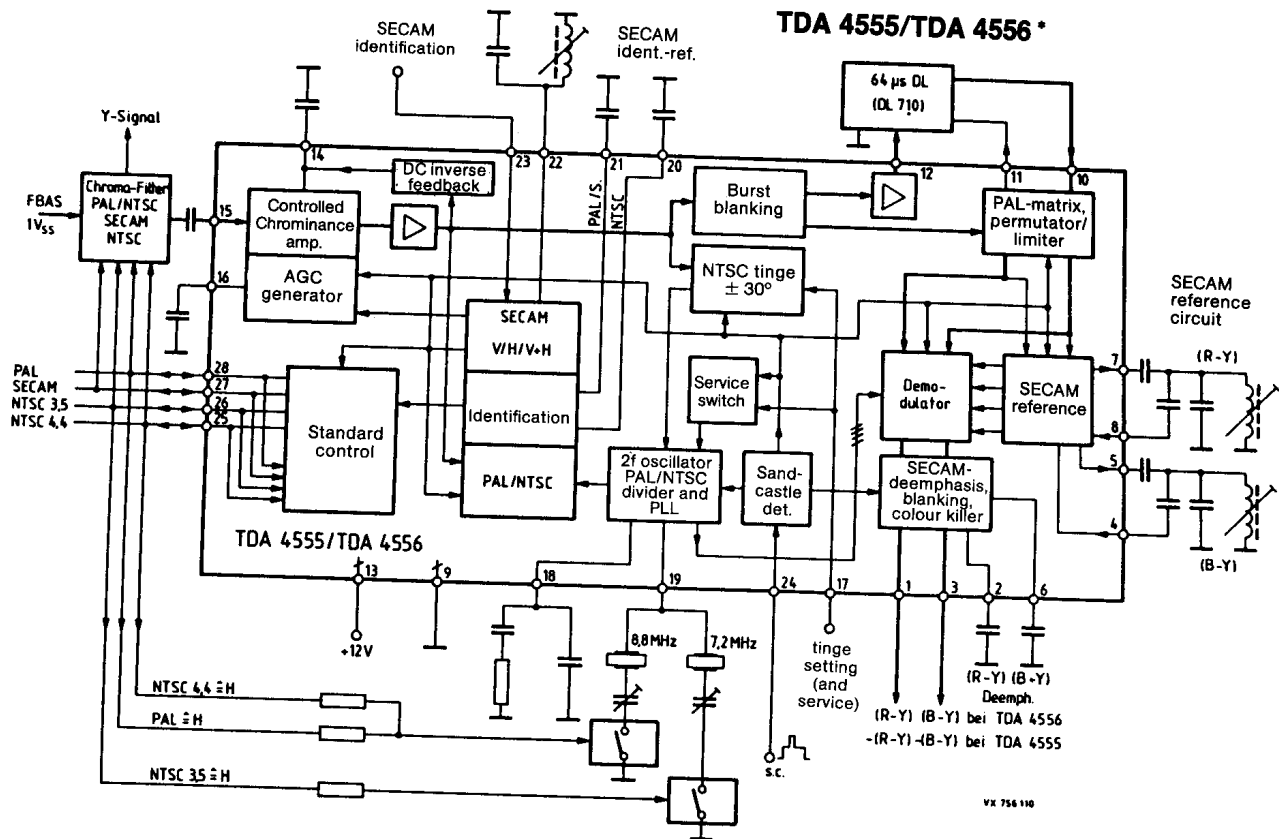 TDA 4555/TDA 4556 *
SECAM
identification
SECAM
ident.-ref.
64 µs DL
(DL 710)
Y-Signal
14
23
22
21
20
12
11
10
DC inverse
feedback
PAL/S.
NTSC
FBAS
1Vss
Chroma-Filter
PAL/NTSC
SECAM
NTSC
15
Controlled
Chrominance
amp.
Burst
blanking
PAL-matrix,
permutator/
limiter
16
AGC
generator
NTSC tinge
± 30°
SECAM
reference
circuit
SECAM
V/H/V+H
PAL
SECAM
NTSC 3,5
NTSC 4,4
28
27
26
25
Standard
control
Identification
PAL/NTSC
Service
switch
Demo-
dulator
SECAM
reference
7
(R-Y)
8
5
4
(B-Y)
2f oscillator
PAL/NTSC
divider and
PLL
Sand-
castle
det.
SECAM-
deemphasis,
blanking,
colour killer
TDA 4555/TDA 4556
13
9
18
19
24
17
1
3
2
6
+12V
8,8MHz
7,2MHz
tinge
setting
(and
service)
(R-Y) (B+Y)
Deemph.
NTSC 4,4 ≙H
PAL ≙H
(R-Y) (B-Y) bei TDA 4556
-(R-Y)-(B-Y) bei TDA 4555
NTSC 3,5 ≙H
s.c.
VX 756 110